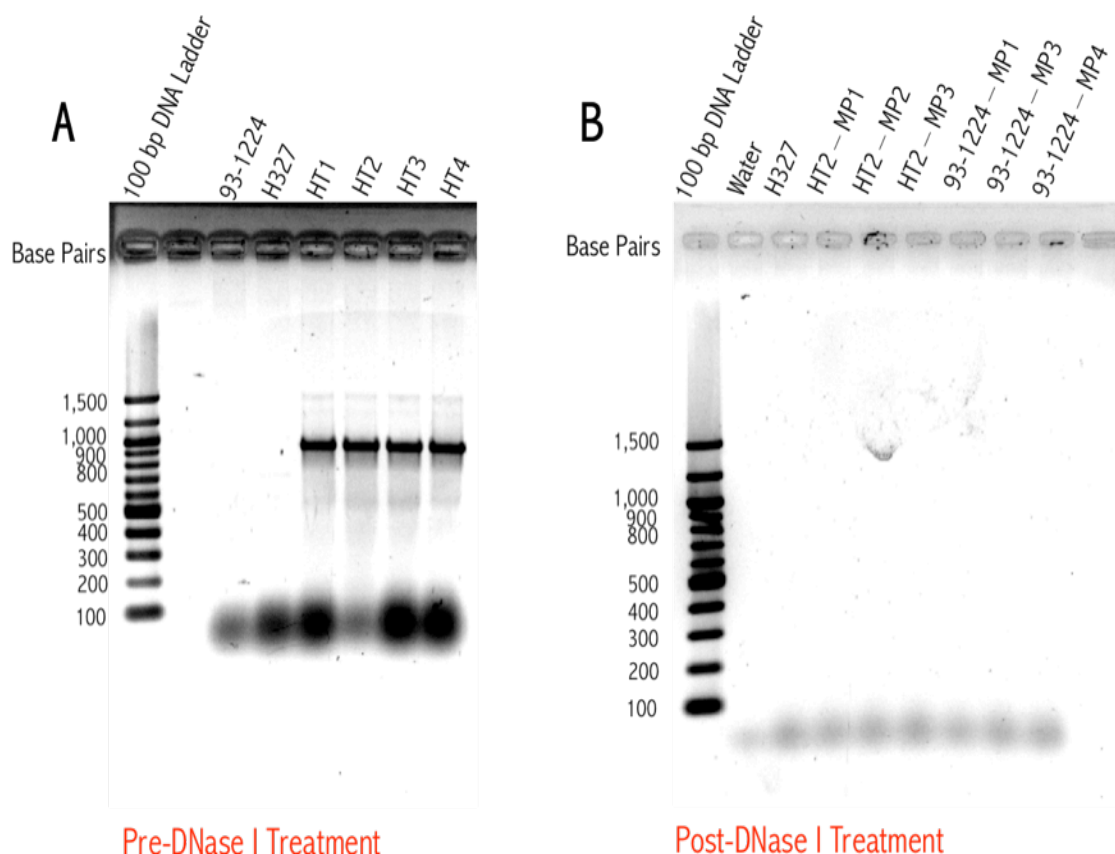 A
100 bp DNA Ladder
93-1224
H327
HT1
HT2
HT3
HT4
Base Pairs
1,500
1,000
900
800
500
400
300
200
100
Pre-DNase I Treatment
B
100 bp DNA Ladder
Water
H327
HT2 – MP1
HT2 – MP2
HT2 – MP3
93-1224 – MP1
93-1224 – MP3
93-1224 – MP4
Base Pairs
1,500
1,000
900
800
500
400
300
200
100
Post-DNase I Treatment